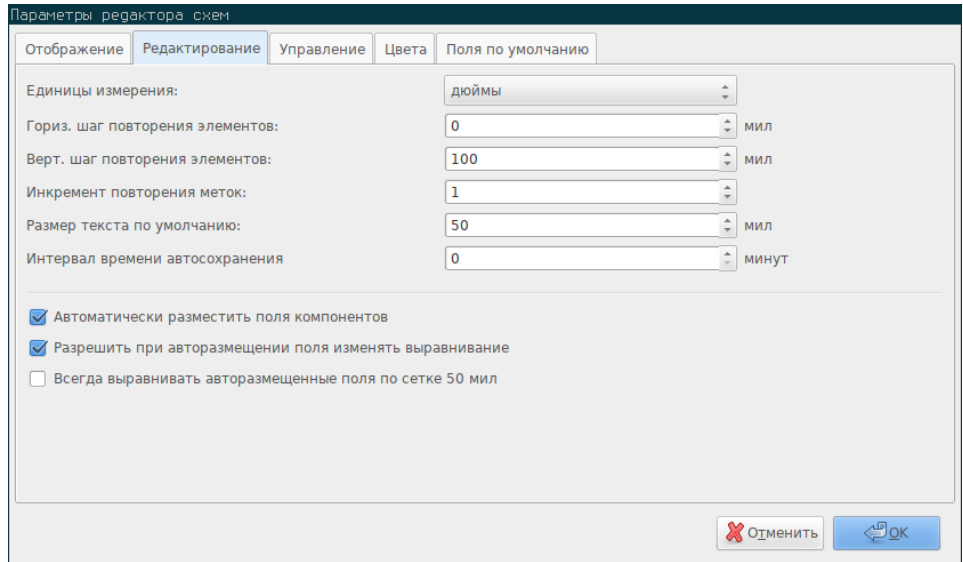 Параметры редактора схем
Отображение Редактирование Управление Цвета Поля по умолчанию
Единицы измерения: дюймы
Гориз. шаг повторения элементов: 0 мил
Верт. шаг повторения элементов: 100 мил
Инкремент повторения меток: 1
Размер текста по умолчанию: 50 мил
Интервал времени автосохранения 0 минут
Автоматически разместить поля компонентов
Разрешить при авторазмещении поля изменять выравнивание
Всегда выравнивать авторазмещенные поля по сетке 50 мил
Отменить OK